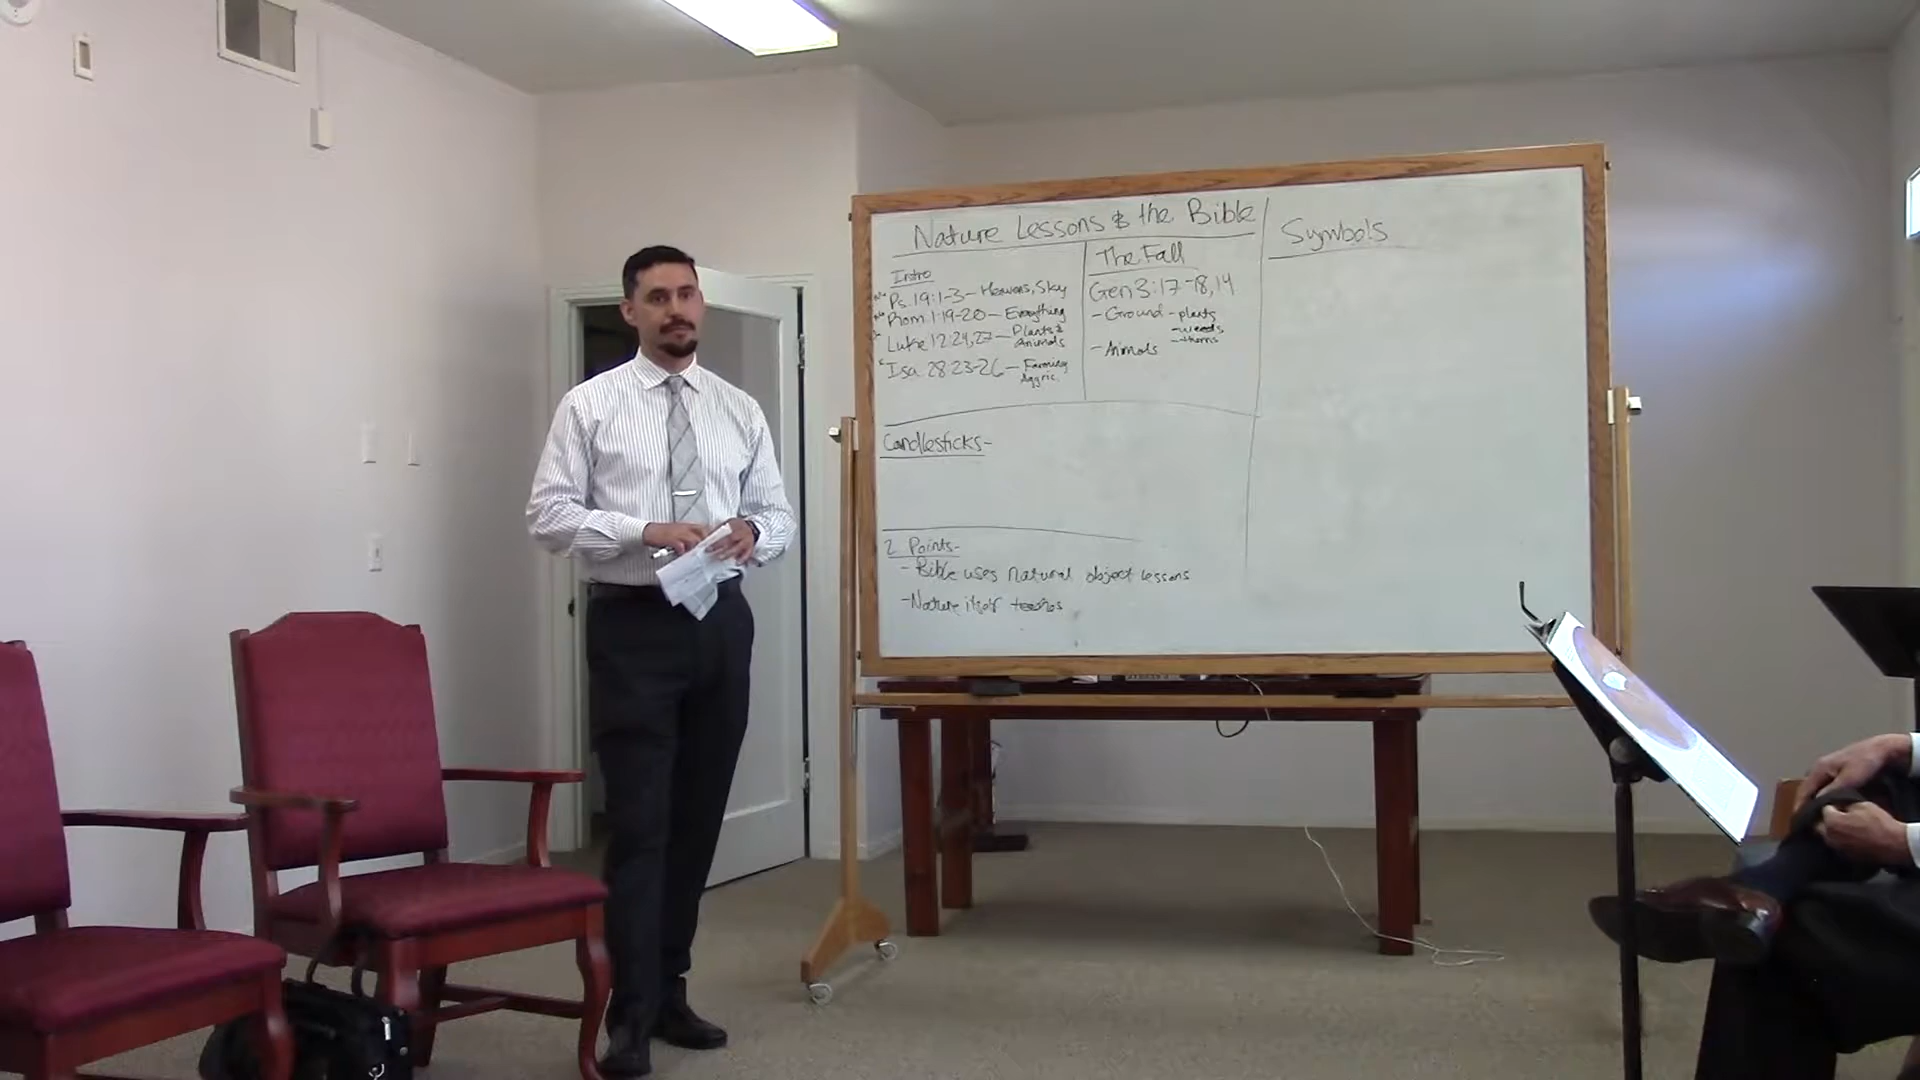 Nature Lessons & the Bible
Intro
Ps. 19:1-3 - Heavens, Sky
Rom. 1:19-20 - Everything
Luke 12:24,27 - Plants & Animals
Isa. 28:23-26 - Farming Aggric.
The Fall
Gen 3:17-18,14
- Ground - plants
- weeds
- thorns
- Animals
Candlesticks-
2 Points-
- Bible uses natural object lessons
- Nature itself teaches
Symbols